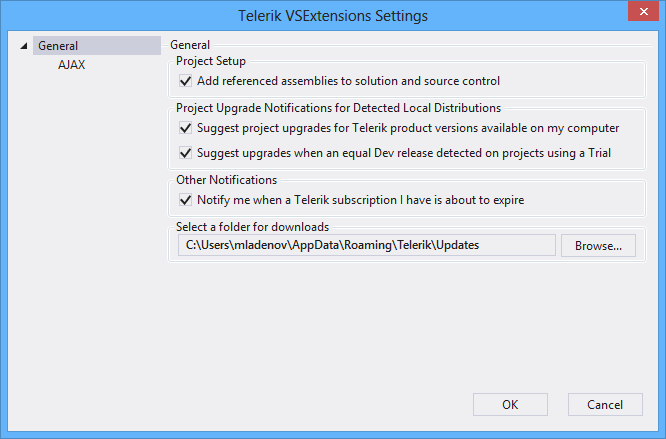 Telerik VSExtensions Settings
General
AJAX
General
Project Setup
Add referenced assemblies to solution and source control
Project Upgrade Notifications for Detected Local Distributions
Suggest project upgrades for Telerik product versions available on my computer
Suggest upgrades when an equal Dev release detected on projects using a Trial
Other Notifications
Notify me when a Telerik subscription I have is about to expire
Select a folder for downloads
C:\Users\mladenov\AppData\Roaming\Telerik\Updates
Browse...
OK
Cancel